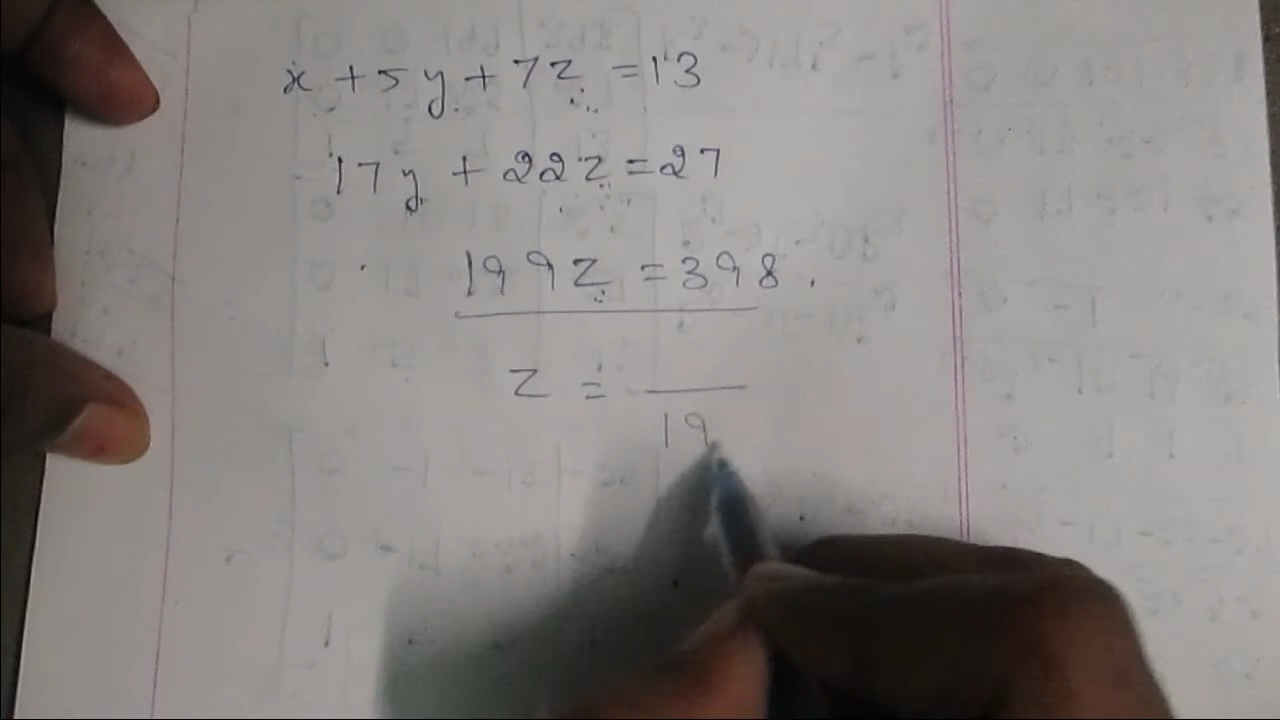 x + 5y + 7z = 13
17y + 22z = 27
199z = 398.
z = ―
19